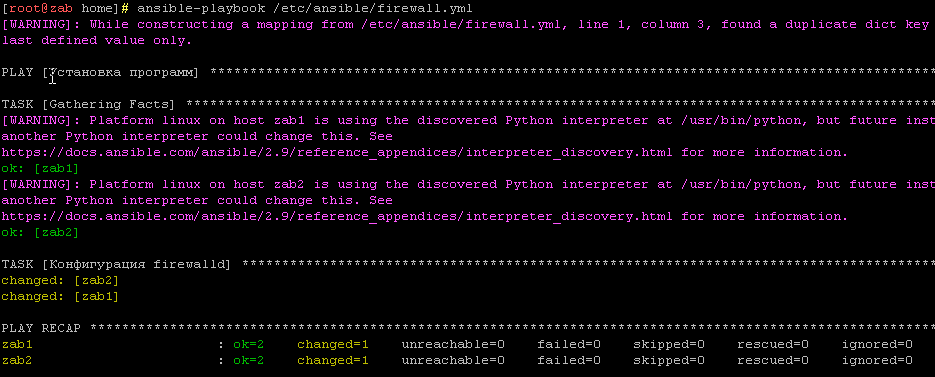 [root@zab home]# ansible-playbook /etc/ansible/firewall.yml
[WARNING]: While constructing a mapping from /etc/ansible/firewall.yml, line 1, column 3, found a duplicate dict key
last defined value only.
PLAY [Установка программ] ********************************************************************************************
TASK [Gathering Facts] ***********************************************************************************************
[WARNING]: Platform linux on host zab1 is using the discovered Python interpreter at /usr/bin/python, but future inst
another Python interpreter could change this. See
https://docs.ansible.com/ansible/2.9/reference_appendices/interpreter_discovery.html for more information.
ok: [zab1]
[WARNING]: Platform linux on host zab2 is using the discovered Python interpreter at /usr/bin/python, but future inst
another Python interpreter could change this. See
https://docs.ansible.com/ansible/2.9/reference_appendices/interpreter_discovery.html for more information.
ok: [zab2]
TASK [Конфигурация firewalld] ****************************************************************************************
changed: [zab2]
changed: [zab1]
PLAY RECAP ***********************************************************************************************************
zab1 : ok=2 changed=1 unreachable=0 failed=0 skipped=0 rescued=0 ignored=0
zab2 : ok=2 changed=1 unreachable=0 failed=0 skipped=0 rescued=0 ignored=0